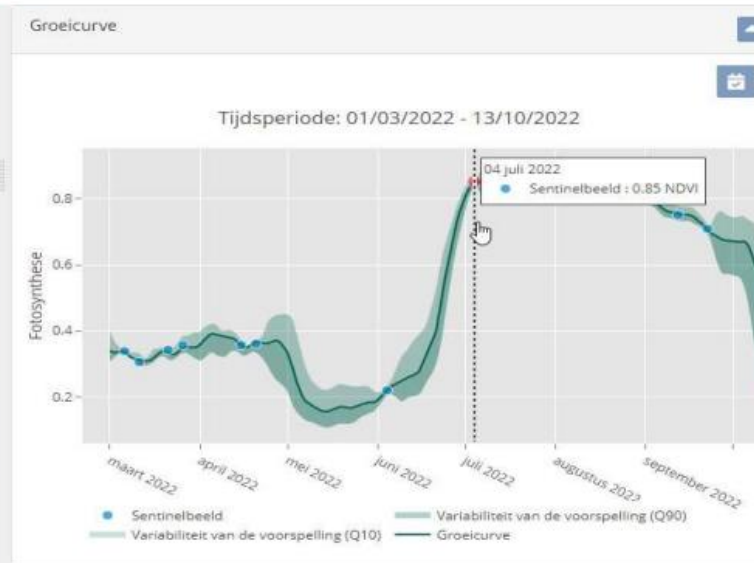 Groeicurve
Tijdsperiode: 01/03/2022 - 13/10/2022
04 juli 2022
Sentinelbeeld : 0.85 NDVI
Fotosynthese
0.8
0.6
0.4
0.2
maart 2022
april 2022
mei 2022
juni 2022
juli 2022
augustus 2022
september 2022
Sentinelbeeld
Variabiliteit van de voorspelling (Q90)
Variabiliteit van de voorspelling (Q10)
Groeicurve